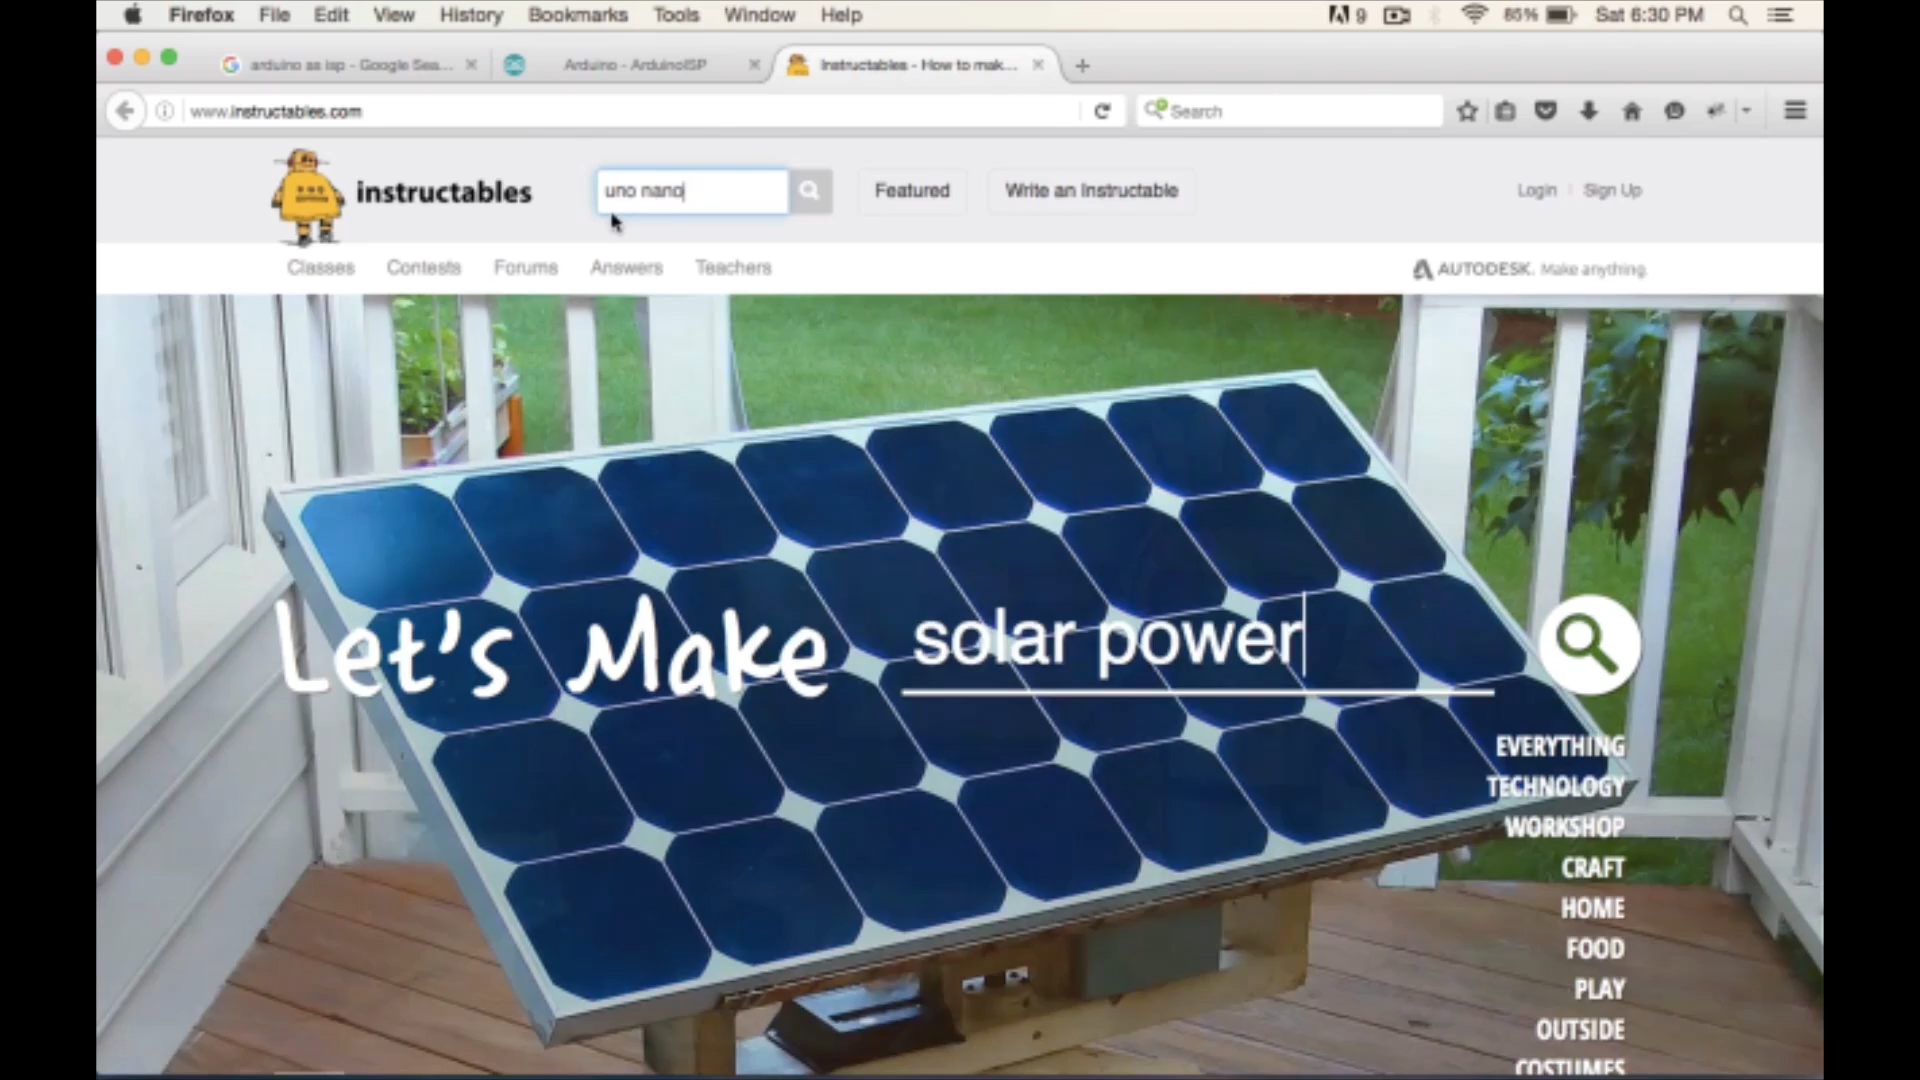 Firefox File Edit View History Bookmarks Tools Window Help 9 85% Sat 6:30 PM
arduino as isp - Google Sea... Arduino - ArduinoISP Instructables - How to mak...
www.instructables.com Search
instructables uno nano Featured Write an Instructable Login Sign Up
Classes Contests Forums Answers Teachers AUTODESK. Make anything.
Let's Make solar power
EVERYTHING
TECHNOLOGY
WORKSHOP
CRAFT
HOME
FOOD
PLAY
OUTSIDE
COSTUMES